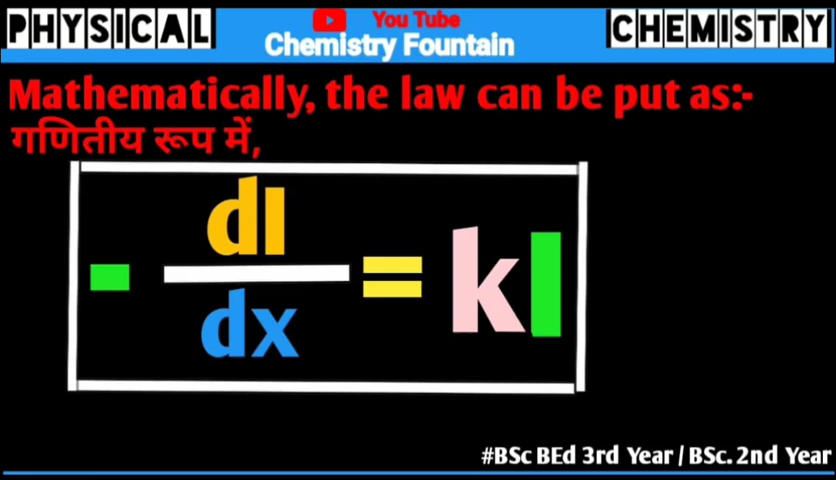 PHYSICAL
You Tube
Chemistry Fountain
CHEMISTRY
Mathematically, the law can be put as:-
गणितीय रूप में,
- dI/dx = kI
#BSc BEd 3rd Year / BSc. 2nd Year